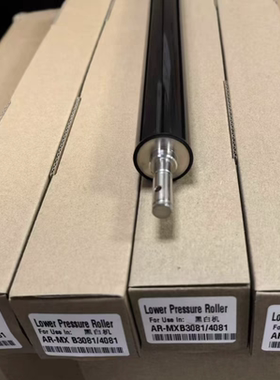 Lower Pressure Roller
For Use In: 黑白机
AR-MX B3081/4081
Lower Pressure Roller
For Use In: 黑白机
AR-MXB3081/4081